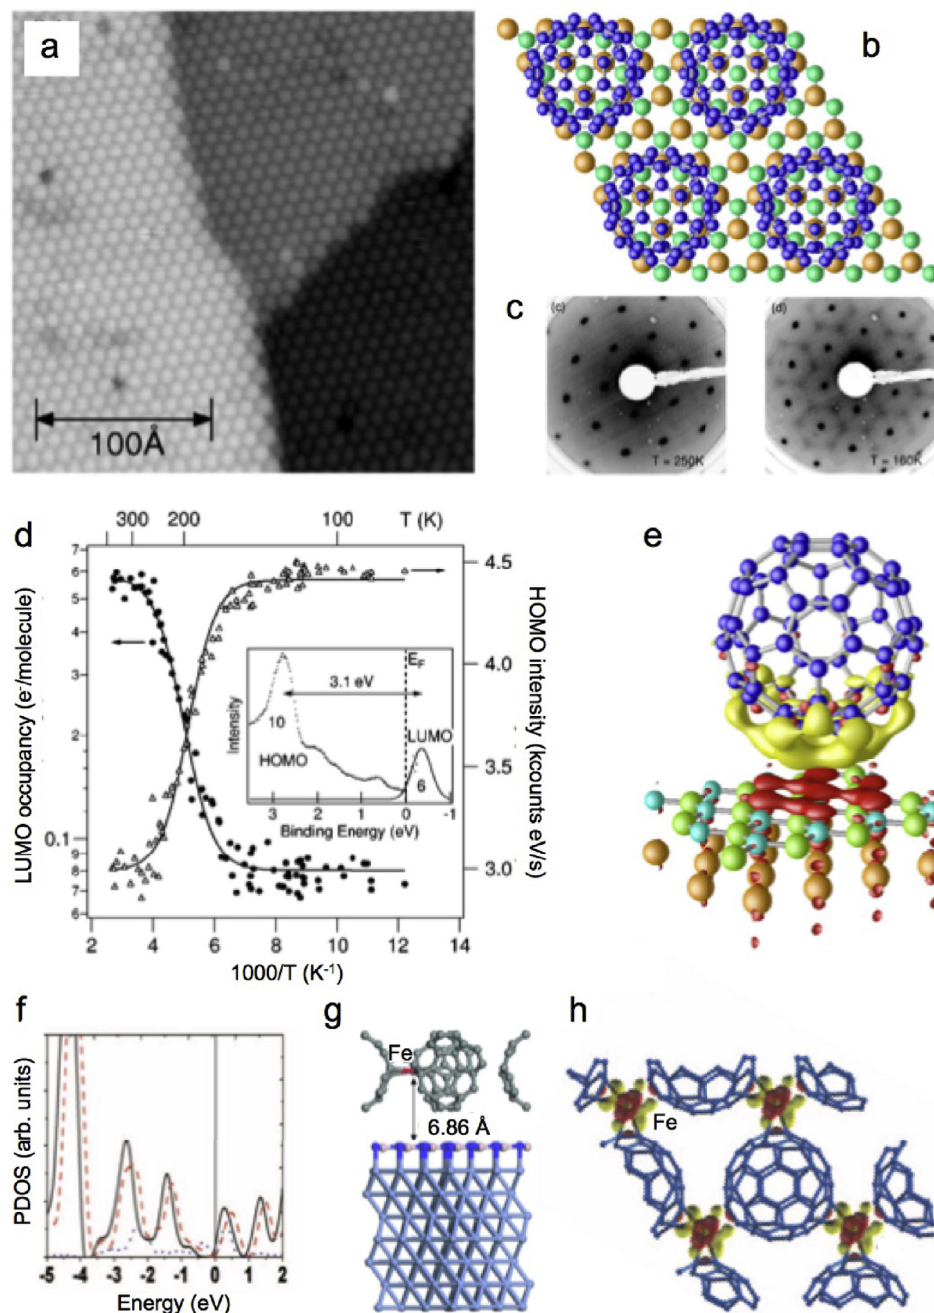 a
b
100Å
c
(c)
T = 250K
(d)
T = 160K
d
300
200
100
T (K)
LUMO occupancy (e⁻/molecule)
7
6
5
4
3
2
0.1
9
8
7
6
4.5
4.0
3.5
3.0
HOMO intensity (kcounts eV/s)
Intensity
10
HOMO
3.1 eV
E_F
LUMO
6
3
2
1
0
-1
Binding Energy (eV)
2
4
6
8
10
12
14
1000/T (K⁻¹)
e
f
PDOS (arb. units)
-5
-4
-3
-2
-1
0
1
2
Energy (eV)
g
Fe
6.86 Å
h
Fe